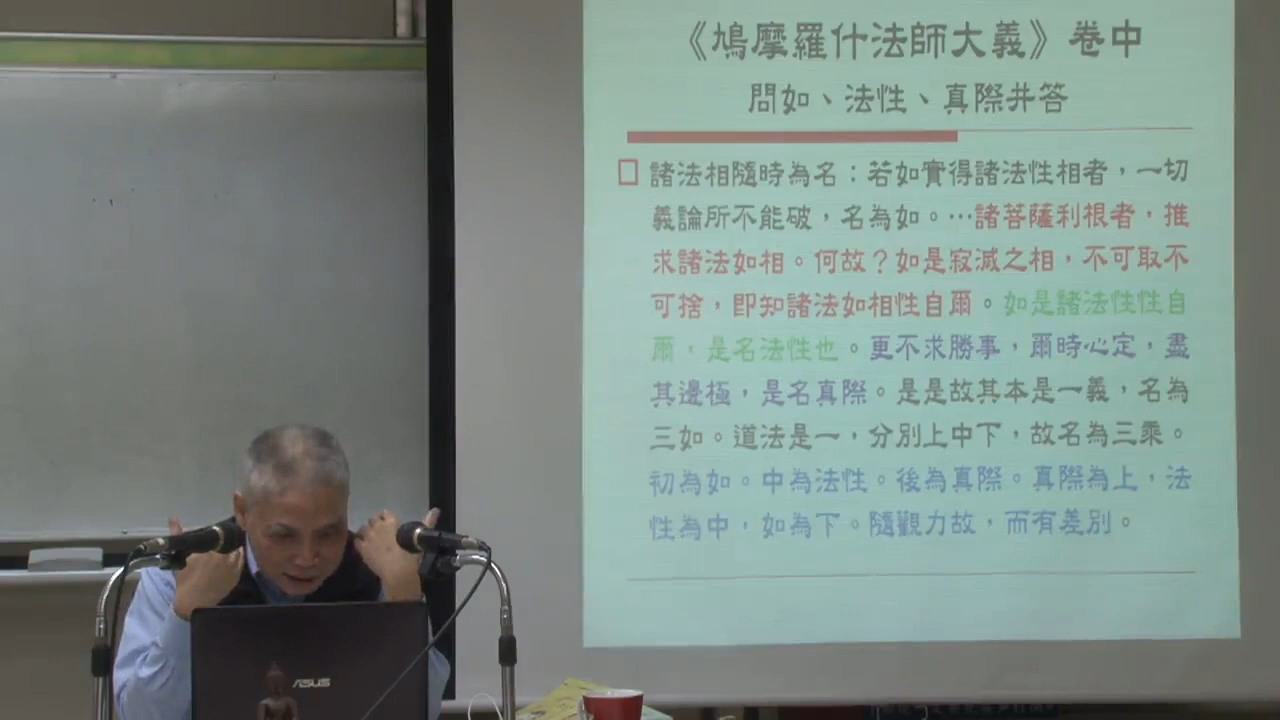 《鳩摩羅什法師大義》卷中
問如、法性、真際并答
諸法相隨時為名：若如實得諸法性相者，一切
義論所不能破，名為如。…諸菩薩利根者，推
求諸法如相。何故？如是寂滅之相，不可取不
可捨，即知諸法如相性自爾。如是諸法性性自
爾，是名法性也。更不求勝事，爾時心定，盡
其邊極，是名真際。是是故其本是一義，名為
三如。道法是一，分別上中下，故名為三乘。
初為如。中為法性。後為真際。真際為上，法
性為中，如為下。隨觀力故，而有差別。
ASUS